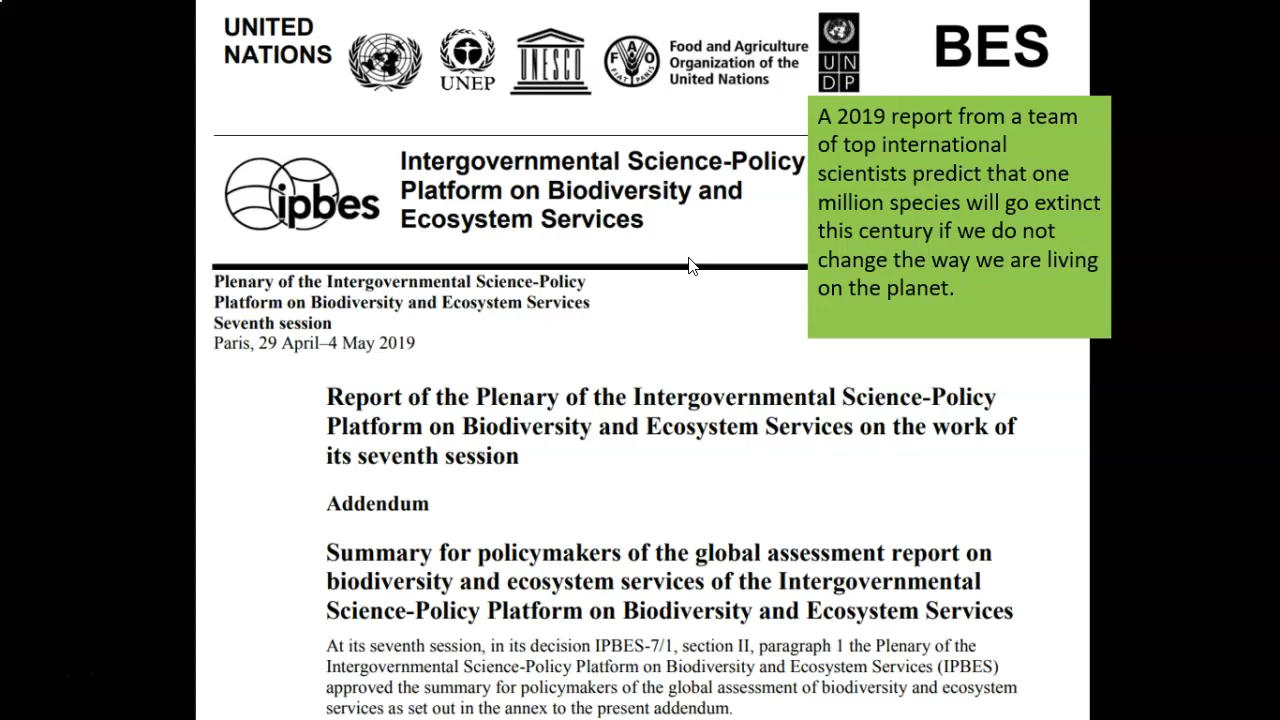 UNITED
NATIONS
UNEP
UNESCO
FAO
FIAT PANIS
Food and Agriculture
Organization of the
United Nations
UN
DP
BES
A 2019 report from a team
of top international
scientists predict that one
million species will go extinct
this century if we do not
change the way we are living
on the planet.
ipbes
Intergovernmental Science-Policy
Platform on Biodiversity and
Ecosystem Services
Plenary of the Intergovernmental Science-Policy
Platform on Biodiversity and Ecosystem Services
Seventh session
Paris, 29 April–4 May 2019
Report of the Plenary of the Intergovernmental Science-Policy
Platform on Biodiversity and Ecosystem Services on the work of
its seventh session
Addendum
Summary for policymakers of the global assessment report on
biodiversity and ecosystem services of the Intergovernmental
Science-Policy Platform on Biodiversity and Ecosystem Services
At its seventh session, in its decision IPBES-7/1, section II, paragraph 1 the Plenary of the
Intergovernmental Science-Policy Platform on Biodiversity and Ecosystem Services (IPBES)
approved the summary for policymakers of the global assessment of biodiversity and ecosystem
services as set out in the annex to the present addendum.